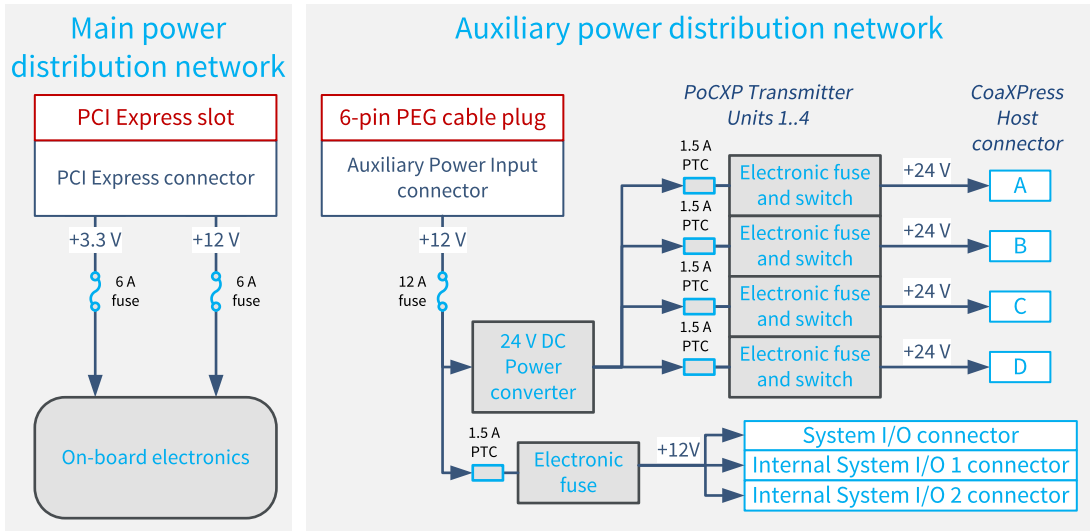 Main power
distribution network
PCI Express slot
PCI Express connector
+3.3 V
+12 V
6 A
fuse
6 A
fuse
On-board electronics
Auxiliary power distribution network
6-pin PEG cable plug
Auxiliary Power Input
connector
+12 V
12 A
fuse
24 V DC
Power
converter
PoCXP Transmitter
Units 1..4
CoaXPress
Host
connector
1.5 A
PTC
Electronic fuse
and switch
+24 V
A
1.5 A
PTC
Electronic fuse
and switch
+24 V
B
1.5 A
PTC
Electronic fuse
and switch
+24 V
C
1.5 A
PTC
Electronic fuse
and switch
+24 V
D
1.5 A
PTC
Electronic
fuse
+12V
System I/O connector
Internal System I/O 1 connector
Internal System I/O 2 connector